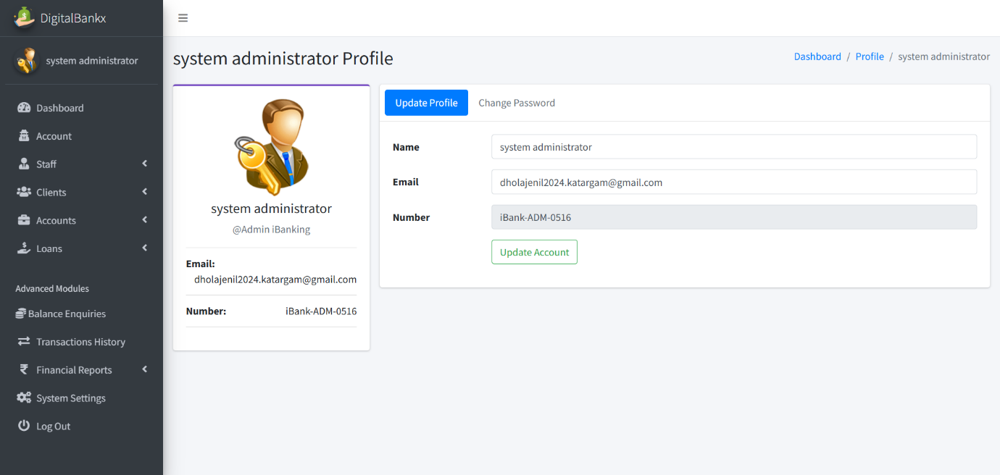 DigitalBankx
system administrator
Dashboard
Account
Staff
Clients
Accounts
Loans
Advanced Modules
Balance Enquiries
Transactions History
Financial Reports
System Settings
Log Out
system administrator Profile
Dashboard / Profile / system administrator
system administrator
@Admin iBanking
Email:
dholajenil2024.katargam@gmail.com
Number: iBank-ADM-0516
Update Profile Change Password
Name system administrator
Email dholajenil2024.katargam@gmail.com
Number iBank-ADM-0516
Update Account